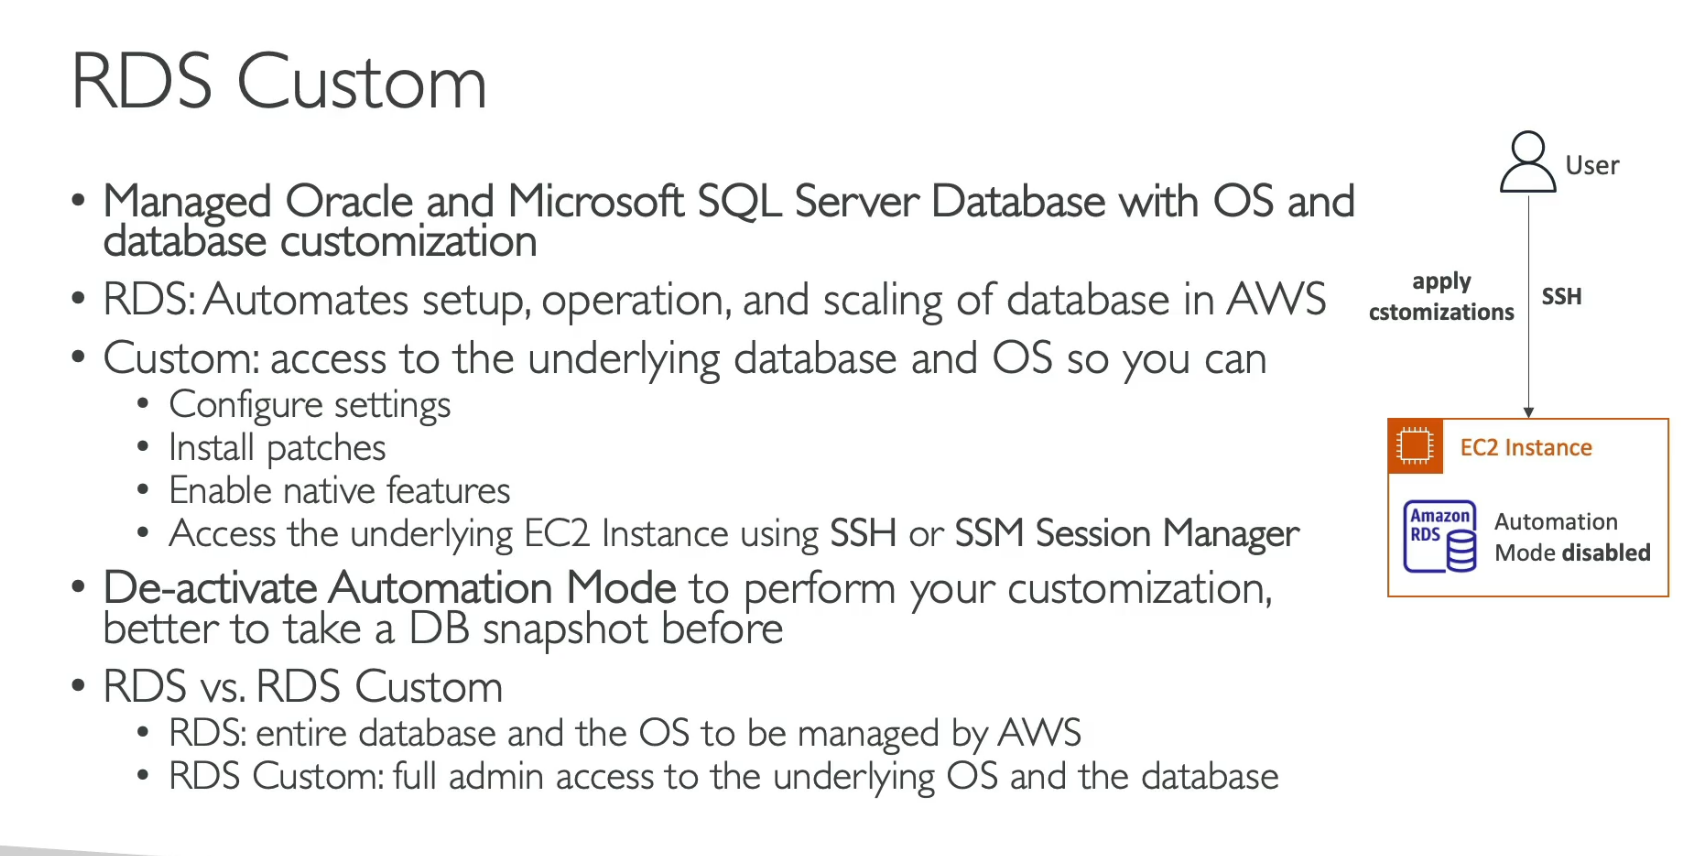 RDS Custom
• Managed Oracle and Microsoft SQL Server Database with OS and
database customization
• RDS: Automates setup, operation, and scaling of database in AWS
• Custom: access to the underlying database and OS so you can
• Configure settings
• Install patches
• Enable native features
• Access the underlying EC2 Instance using SSH or SSM Session Manager
• De-activate Automation Mode to perform your customization,
better to take a DB snapshot before
• RDS vs. RDS Custom
• RDS: entire database and the OS to be managed by AWS
• RDS Custom: full admin access to the underlying OS and the database
User
apply
cstomizations
SSH
EC2 Instance
Amazon
RDS
Automation
Mode disabled